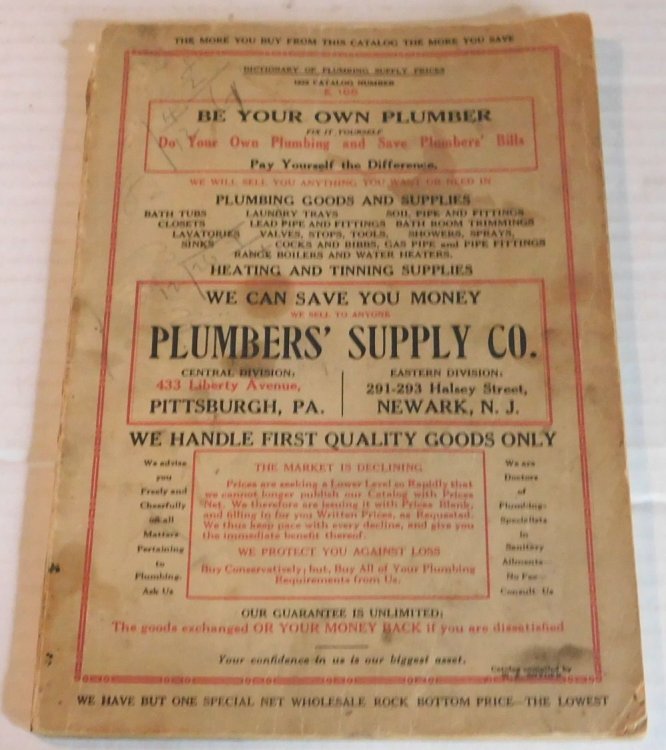 THE MORE YOU BUY FROM THIS CATALOG THE MORE YOU SAVE
DICTIONARY OF PLUMBING SUPPLY PRICES
CATALOG NUMBER
BE YOUR OWN PLUMBER
FIX IT YOURSELF
Do Your Own Plumbing and Save Plumbers' Bills
Pay Yourself the Difference,
WE WILL SELL YOU ANYTHING YOU WANT OR NEED IN
PLUMBING GOODS AND SUPPLIES
BATH TUBS LAUNDRY TRAYS SOIL PIPE AND FITTINGS
CLOSETS LEAD PIPE AND FITTINGS BATH ROOM TRIMMINGS
LAVATORIES VALVES, STOPS, TOOLS, SHOWERS, SPRAYS,
SINKS COCKS AND BIBBS, GAS PIPE and PIPE FITTINGS
RANGE BOILERS AND WATER HEATERS,
HEATING AND TINNING SUPPLIES
WE CAN SAVE YOU MONEY
WE SELL TO ANYONE
PLUMBERS' SUPPLY CO.
CENTRAL DIVISION: EASTERN DIVISION:
433 Liberty Avenue, 291-293 Halsey Street,
PITTSBURGH, PA. NEWARK, N. J.
WE HANDLE FIRST QUALITY GOODS ONLY
We advise
you
Freely and
Cheerfully
on all
Matters
Pertaining
to
Plumbing.
Ask Us
THE MARKET IS DECLINING
Prices are seeking a Lower Level so Rapidly that
we cannot longer publish our Catalog with Prices
Net. We therefore are issuing it with Prices Blank,
and filling in for you Written Prices, as Requested.
We thus keep pace with every decline, and give you
the immediate benefit thereof.
WE PROTECT YOU AGAINST LOSS
Buy Conservatively; but, Buy All of Your Plumbing
Requirements from Us.
We are
Doctors
of
Plumbing:
Specialists
in
Sanitary
Ailments—
No Fee—
Consult Us
OUR GUARANTEE IS UNLIMITED:
The goods exchanged OR YOUR MONEY BACK if you are dissatisfied
Your confidence in us is our biggest asset.
Catalog compiled by
WE HAVE BUT ONE SPECIAL NET WHOLESALE ROCK BOTTOM PRICE—THE LOWEST